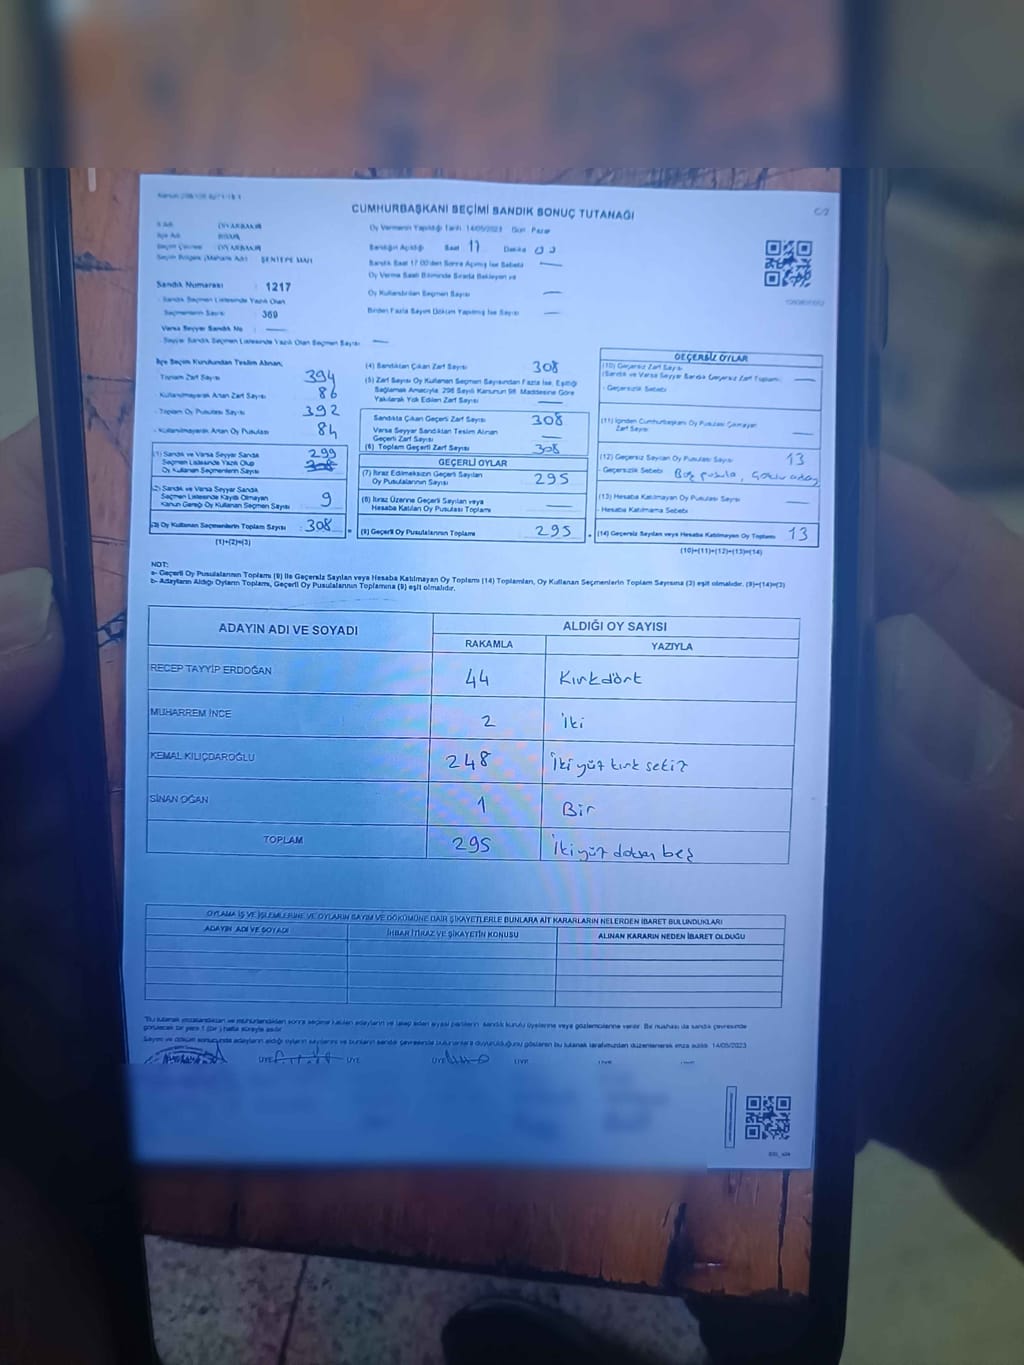 CUMHURBAŞKANI SEÇİMİ SANDIK SONUÇ TUTANAĞI
C/2
İl Adı DİYARBAKIR
İlçe Adı
Seçim Çevresi DİYARBAKIR
Seçim Bölgesi (Mahalle Adı) ŞENTEPE MAH.
Sandık Numarası 1217
Sandık Seçmen Listesinde Yazılı Olan
Seçmenlerin Sayısı 369
Varsa Seyyar Sandık No —
Seyyar Sandık Seçmen Listesinde Yazılı Olan Seçmen Sayısı —
Oy Vermenin Yapıldığı Tarih 14/05/2023 Gün Pazar
Sandığın Açıldığı Saat 17 Dakika
Sandık Saat 17.00'den Sonra Açılmış İse Sebebi —
Oy Verme Saati Bitiminde Sırada Bekleyen ve
Oy Kullandırılan Seçmen Sayısı —
Birden Fazla Sayım Döküm Yapılmış İse Sayısı —
İlçe Seçim Kurulundan Teslim Alınan;
Toplam Zarf Sayısı 394
Kullanılmayarak Artan Zarf Sayısı 86
Toplam Oy Pusulası Sayısı 392
Kullanılmayarak Artan Oy Pusulası 84
(1) Sandık ve Varsa Seyyar Sandık
Seçmen Listesinde Yazılı Olup
Oy Kullanan Seçmenlerin Sayısı 299 308
(2) Sandık ve Varsa Seyyar Sandık
Seçmen Listesinde Kayıtlı Olmayan
Kanun Gereği Oy Kullanan Seçmen Sayısı 9
(3) Oy Kullanan Seçmenlerin Toplam Sayısı 308
(1)+(2)=(3)
(4) Sandıktan Çıkan Zarf Sayısı 308
(5) Zarf Sayısı Oy Kullanan Seçmen Sayısından Fazla İse, Eşitliği
Sağlamak Amacıyla, 298 Sayılı Kanunun 98. Maddesine Göre
Yakılarak Yok Edilen Zarf Sayısı —
Sandıkta Çıkan Geçerli Zarf Sayısı 308
Varsa Seyyar Sandıktan Teslim Alınan
Geçerli Zarf Sayısı —
(6) Toplam Geçerli Zarf Sayısı 308
GEÇERLİ OYLAR
(7) İtiraz Edilmeksizin Geçerli Sayılan
Oy Pusulalarının Sayısı 295
(8) İtiraz Üzerine Geçerli Sayılan veya
Hesaba Katılan Oy Pusulası Toplamı —
(9) Geçerli Oy Pusulalarının Toplamı 295
GEÇERSİZ OYLAR
(10) Geçersiz Zarf Sayısı
(Sandık ve Varsa Seyyar Sandık Geçersiz Zarf Toplamı) —
- Geçersizlik Sebebi
(11) İçinden Cumhurbaşkanı Oy Pusulası Çıkmayan
Zarf Sayısı —
(12) Geçersiz Sayılan Oy Pusulası Sayısı 13
- Geçersizlik Sebebi Boş pusula,
(13) Hesaba Katılmayan Oy Pusulası Sayısı —
- Hesaba Katılmama Sebebi
(14) Geçersiz Sayılan veya Hesaba Katılmayan Oy Toplamı 13
(10)+(11)+(12)+(13)=(14)
NOT:
a- Geçerli Oy Pusulalarının Toplamı (9) ile Geçersiz Sayılan veya Hesaba Katılmayan Oy Toplamı (14) Toplamları, Oy Kullanan Seçmenlerin Toplam Sayısına (3) eşit olmalıdır. (9)+(14)=(3)
b- Adayların Aldığı Oyların Toplamı, Geçerli Oy Pusulalarının Toplamına (9) eşit olmalıdır.
ADAYIN ADI VE SOYADI ALDIĞI OY SAYISI
RAKAMLA YAZIYLA
RECEP TAYYİP ERDOĞAN 44 Kırkdört
MUHARREM İNCE 2 İki
KEMAL KILIÇDAROĞLU 248 İkiyüz kırk sekiz
SİNAN OĞAN 1 Bir
TOPLAM 295 İkiyüz doksan beş
OYLAMA İŞ VE İŞLEMLERİNE VE OYLARIN SAYIM VE DÖKÜMÜNE DAİR ŞİKAYETLERLE BUNLARA AİT KARARLARIN NELERDEN İBARET BULUNDUKLARI
ADAYIN ADI VE SOYADI İHBAR İTİRAZ VE ŞİKAYETİN KONUSU ALINAN KARARIN NEDEN İBARET OLDUĞU
ÜYE ÜYE ÜYE